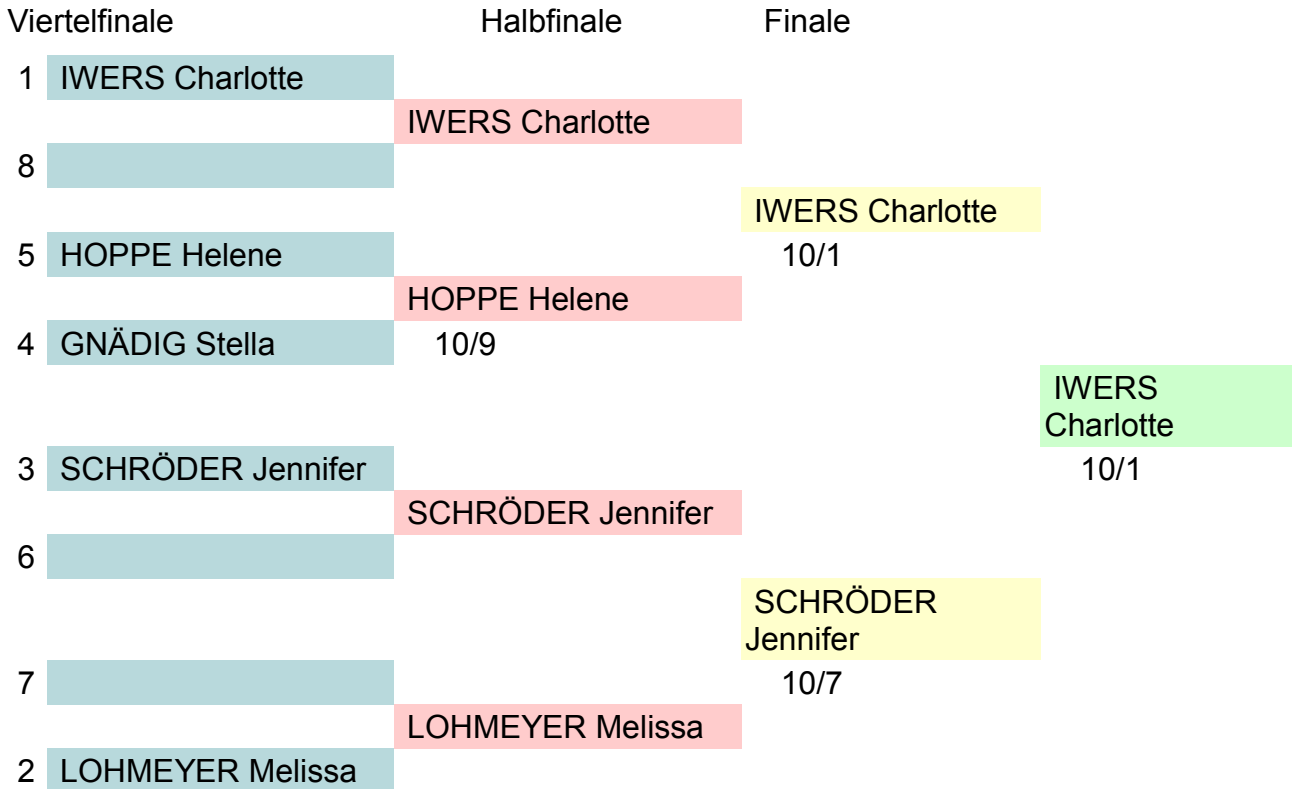 Viertelfinale Halbfinale Finale
1 IWERS Charlotte
IWERS Charlotte
8
IWERS Charlotte
5 HOPPE Helene 10/1
HOPPE Helene
4 GNÄDIG Stella 10/9
IWERS
Charlotte
3 SCHRÖDER Jennifer 10/1
SCHRÖDER Jennifer
6
SCHRÖDER
Jennifer
7 10/7
LOHMEYER Melissa
2 LOHMEYER Melissa